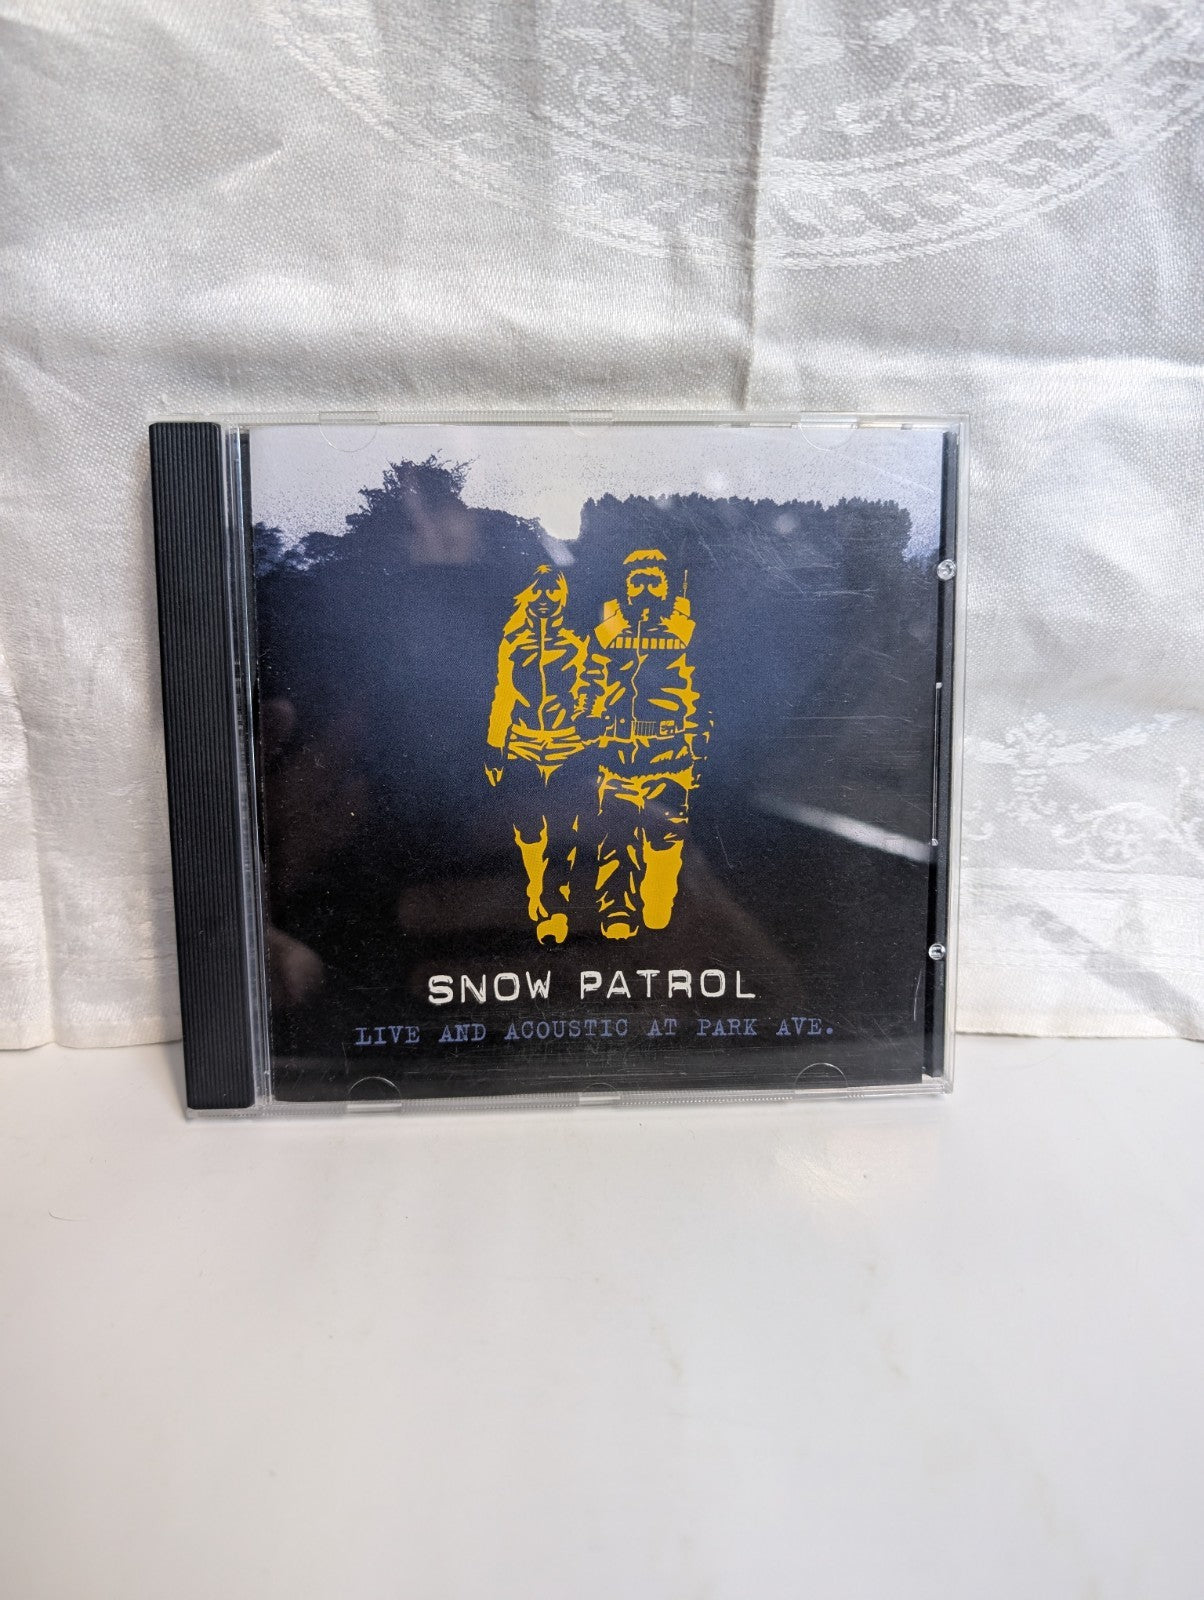 SNOW PATROL
LIVE AND ACOUSTIC AT PARK AVE.